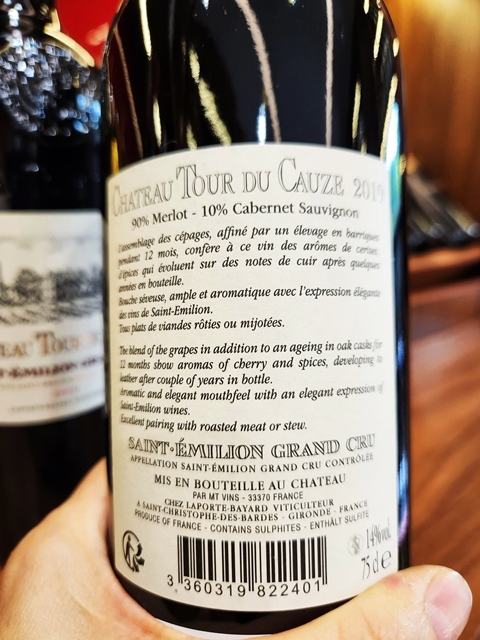 CHATEAU TOUR DU CAUZE 2019
90% Merlot - 10% Cabernet Sauvignon
L'assemblage des cépages, affiné par un élevage en barriques
pendant 12 mois, confère à ce vin des arômes de cerises
d'épices qui évoluent sur des notes de cuir après quelques
années en bouteille.
Bouche séveuse, ample et aromatique avec l'expression élégante
des vins de Saint-Emilion.
Tous plats de viandes rôties ou mijotées.
The blend of the grapes in addition to an ageing in oak casks for
12 months show aromas of cherry and spices, developing to
leather after couple of years in bottle.
Aromatic and elegant mouthfeel with an elegant expression of
Saint-Emilion wines.
Excellent pairing with roasted meat or stew.
SAINT-ÉMILION GRAND CRU
APPELLATION SAINT-ÉMILION GRAND CRU CONTRÔLÉE
MIS EN BOUTEILLE AU CHATEAU
PAR MT VINS - 33370 FRANCE
CHEZ LAPORTE-BAYARD VITICULTEUR
A SAINT-CHRISTOPHE-DES-BARDES - GIRONDE - FRANCE
PRODUCE OF FRANCE - CONTAINS SULPHITES - ENTHÄLT SULFITE
14%vol.
75 cl e
3 360319 822401